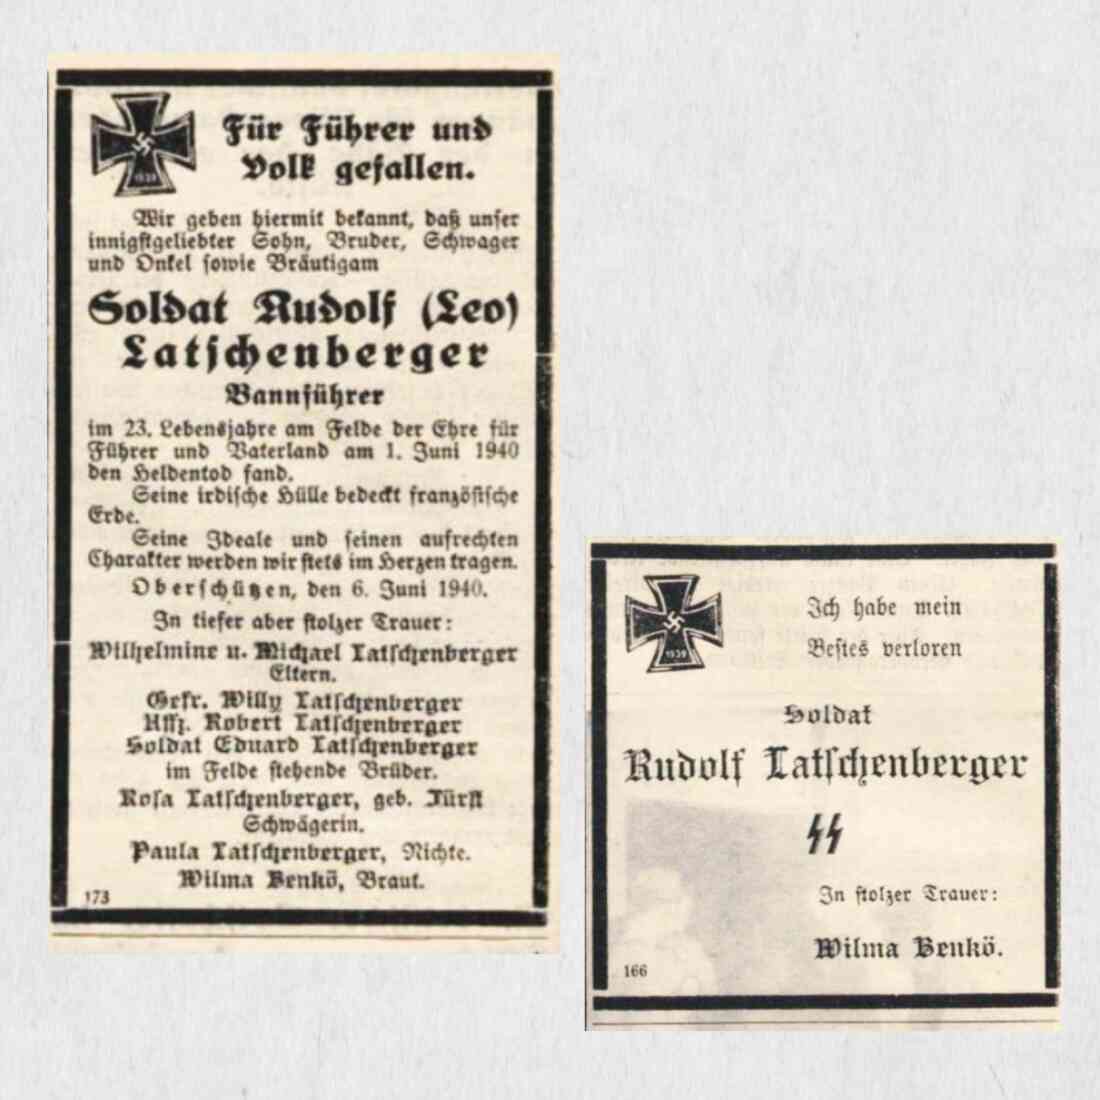 Für Führer und
Volk gefallen.
1939
Wir geben hiermit bekannt, daß unser
innigstgeliebter Sohn, Bruder, Schwager
und Onkel sowie Bräutigam
Soldat Rudolf (Leo)
Latschenberger
Bannführer
im 23. Lebensjahre am Felde der Ehre für
Führer und Vaterland am 1. Juni 1940
den Heldentod fand.
Seine irdische Hülle bedeckt französische
Erde.
Seine Ideale und seinen aufrechten
Charakter werden wir stets im Herzen tragen.
Oberschützen, den 6. Juni 1940.
In tiefer aber stolzer Trauer:
Wilhelmine u. Michael Latschenberger
Eltern.
Gefr. Willy Latschenberger
Uffz. Robert Latschenberger
Soldat Eduard Latschenberger
im Felde stehende Brüder.
Rosa Latschenberger, geb. Fürst
Schwägerin.
Paula Latschenberger, Nichte.
Wilma Benkö, Braut.
173
Ich habe mein
Bestes verloren
1939
Soldat
Rudolf Latschenberger
ᛋᛋ
In stolzer Trauer:
Wilma Benkö.
166